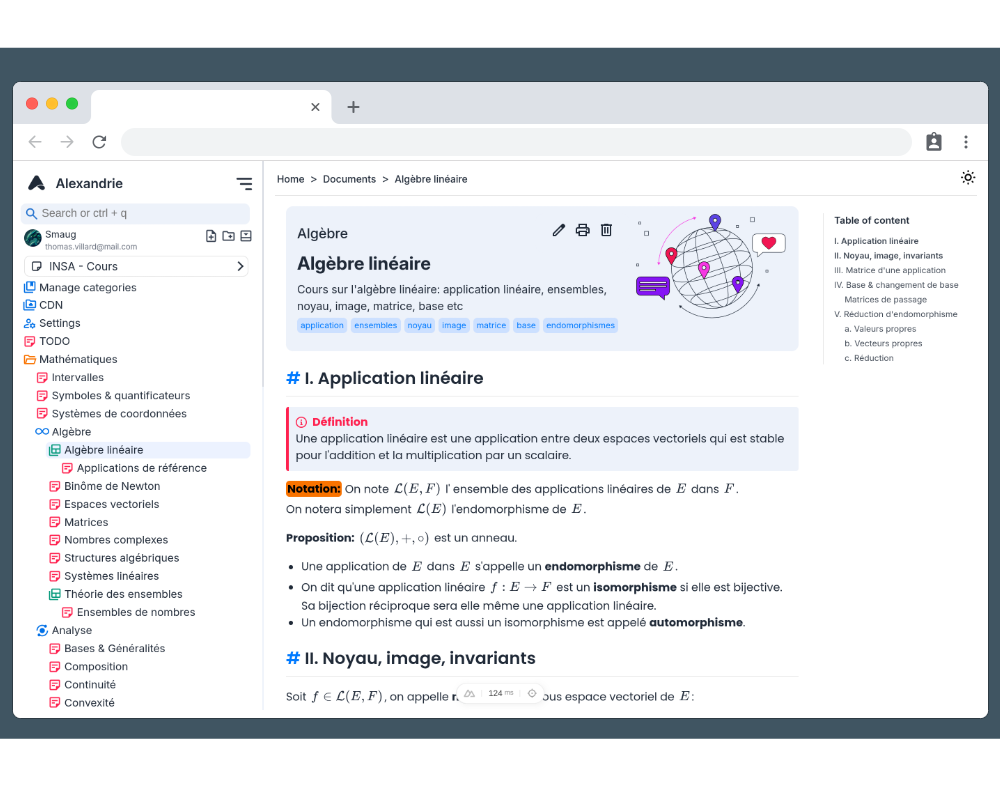 Alexandrie
Search or ctrl + q
Smaug
thomas.villard@mail.com
INSA - Cours
Manage categories
CDN
Settings
TODO
Mathématiques
Intervalles
Symboles & quantificateurs
Systèmes de coordonnées
Algèbre
Algèbre linéaire
Applications de référence
Binôme de Newton
Espaces vectoriels
Matrices
Nombres complexes
Structures algébriques
Systèmes linéaires
Théorie des ensembles
Ensembles de nombres
Analyse
Bases & Généralités
Composition
Continuité
Convexité
Home > Documents > Algèbre linéaire
Algèbre
Algèbre linéaire
Cours sur l'algèbre linéaire: application linéaire, ensembles,
noyau, image, matrice, base etc
application ensembles noyau image matrice base endomorphismes
# I. Application linéaire
Définition
Une application linéaire est une application entre deux espaces vectoriels qui est stable
pour l'addition et la multiplication par un scalaire.
Notation: On note ℒ(E, F) l' ensemble des applications linéaires de E dans F.
On notera simplement ℒ(E) l'endomorphisme de E.
Proposition: (ℒ(E), +, ∘) est un anneau.
• Une application de E dans E s'appelle un endomorphisme de E.
• On dit qu'une application linéaire f : E → F est un isomorphisme si elle est bijective.
Sa bijection réciproque sera elle même une application linéaire.
• Un endomorphisme qui est aussi un isomorphisme est appelé automorphisme.
# II. Noyau, image, invariants
Soit f ∈ ℒ(E, F), on appelle
124 ms
espace vectoriel de E:
Table of content
I. Application linéaire
II. Noyau, image, invariants
III. Matrice d'une application
IV. Base & changement de base
Matrices de passage
V. Réduction d'endomorphisme
a. Valeurs propres
b. Vecteurs propres
c. Réduction